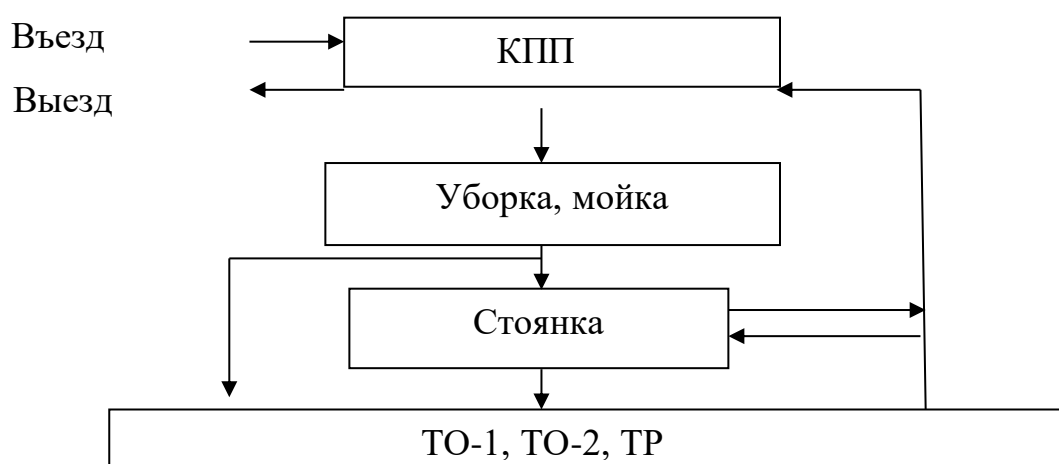 Въезд
КПП
Выезд
Уборка, мойка
Стоянка
ТО-1, ТО-2, ТР